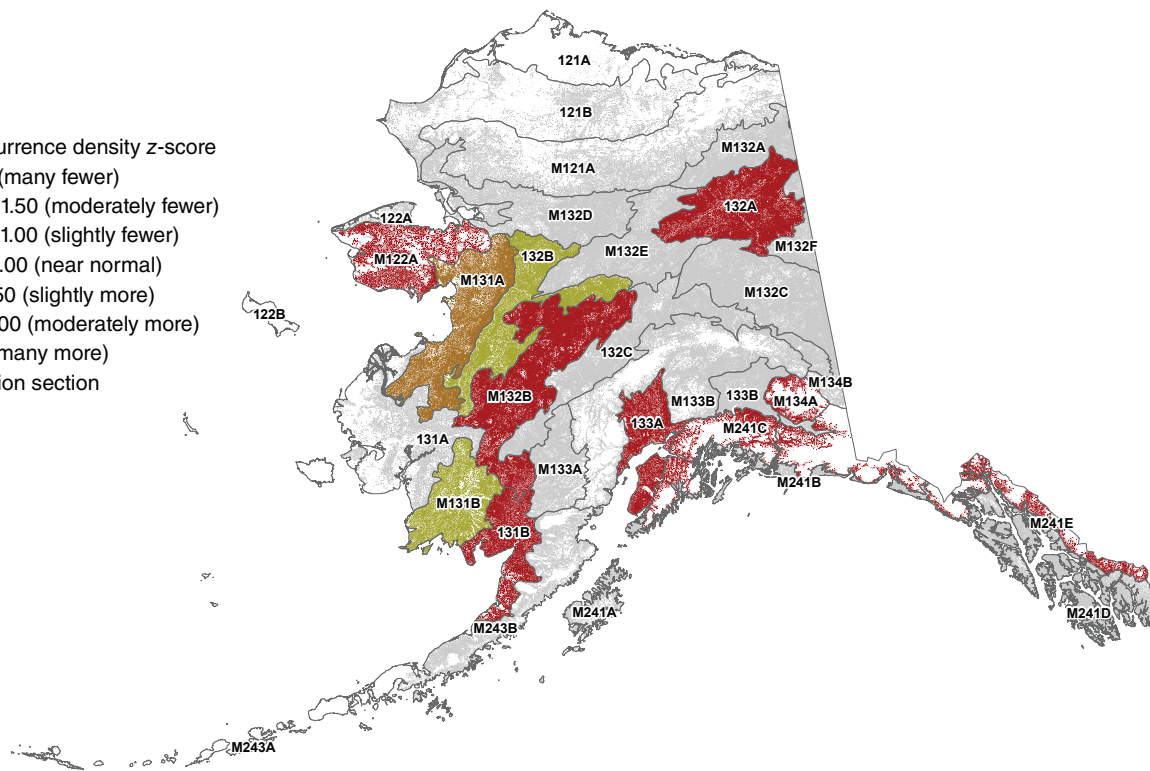 121A
121B
M132A
M121A
132A
M132D
122A
M132F
M132E
132B
M122A
M131A
M132C
122B
132C
M134B
M133B
133B
M134A
M132B
133A
M241C
131A
M133A
M241B
M131B
M241E
131B
M241A
M241D
M243B
M243A
density z-score
(many fewer)
1.50 (moderately fewer)
1.00 (slightly fewer)
.00 (near normal)
50 (slightly more)
00 (moderately more)
many more)
section